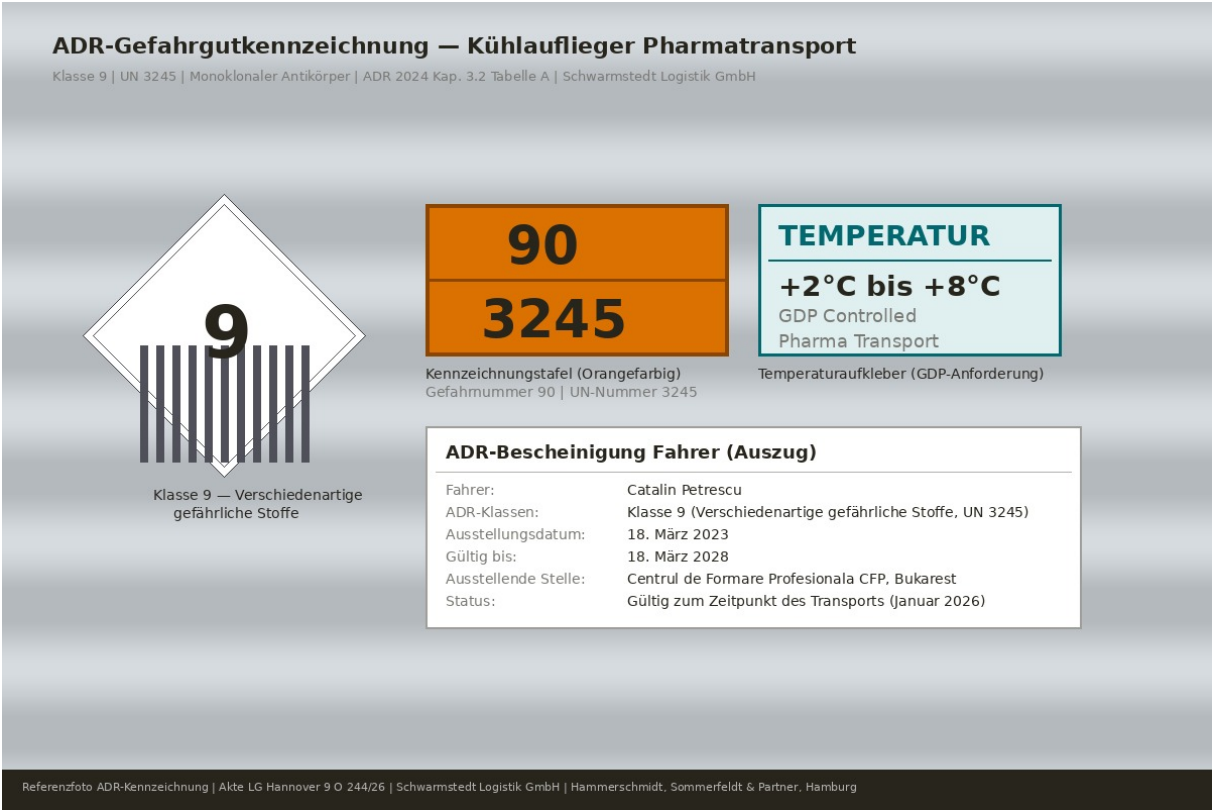 ADR-Gefahrgutkennzeichnung — Kühlauflieger Pharmatransport
Klasse 9 | UN 3245 | Monoklonaler Antikörper | ADR 2024 Kap. 3.2 Tabelle A | Schwarmstedt Logistik GmbH
9
Klasse 9 — Verschiedenartige
gefährliche Stoffe
90
3245
Kennzeichnungstafel (Orangefarbig)
Gefahrnummer 90 | UN-Nummer 3245
TEMPERATUR
+2°C bis +8°C
GDP Controlled
Pharma Transport
Temperaturaufkleber (GDP-Anforderung)
ADR-Bescheinigung Fahrer (Auszug)
Fahrer: Catalin Petrescu
ADR-Klassen: Klasse 9 (Verschiedenartige gefährliche Stoffe, UN 3245)
Ausstellungsdatum: 18. März 2023
Gültig bis: 18. März 2028
Ausstellende Stelle: Centrul de Formare Profesionala CFP, Bukarest
Status: Gültig zum Zeitpunkt des Transports (Januar 2026)
Referenzfoto ADR-Kennzeichnung | Akte LG Hannover 9 O 244/26 | Schwarmstedt Logistik GmbH | Hammerschmidt, Sommerfeldt & Partner, Hamburg